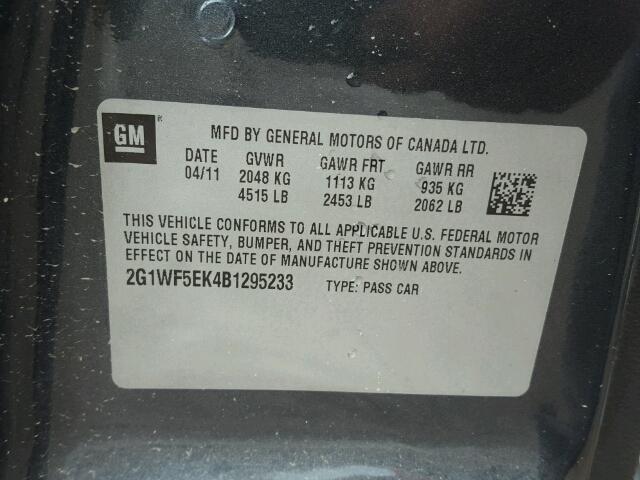 GM
MFD BY GENERAL MOTORS OF CANADA LTD.
DATE GVWR GAWR FRT GAWR RR
04/11 2048 KG 1113 KG 935 KG
4515 LB 2453 LB 2062 LB
THIS VEHICLE CONFORMS TO ALL APPLICABLE U.S. FEDERAL MOTOR
VEHICLE SAFETY, BUMPER, AND THEFT PREVENTION STANDARDS IN
EFFECT ON THE DATE OF MANUFACTURE SHOWN ABOVE.
2G1WF5EK4B1295233 TYPE: PASS CAR